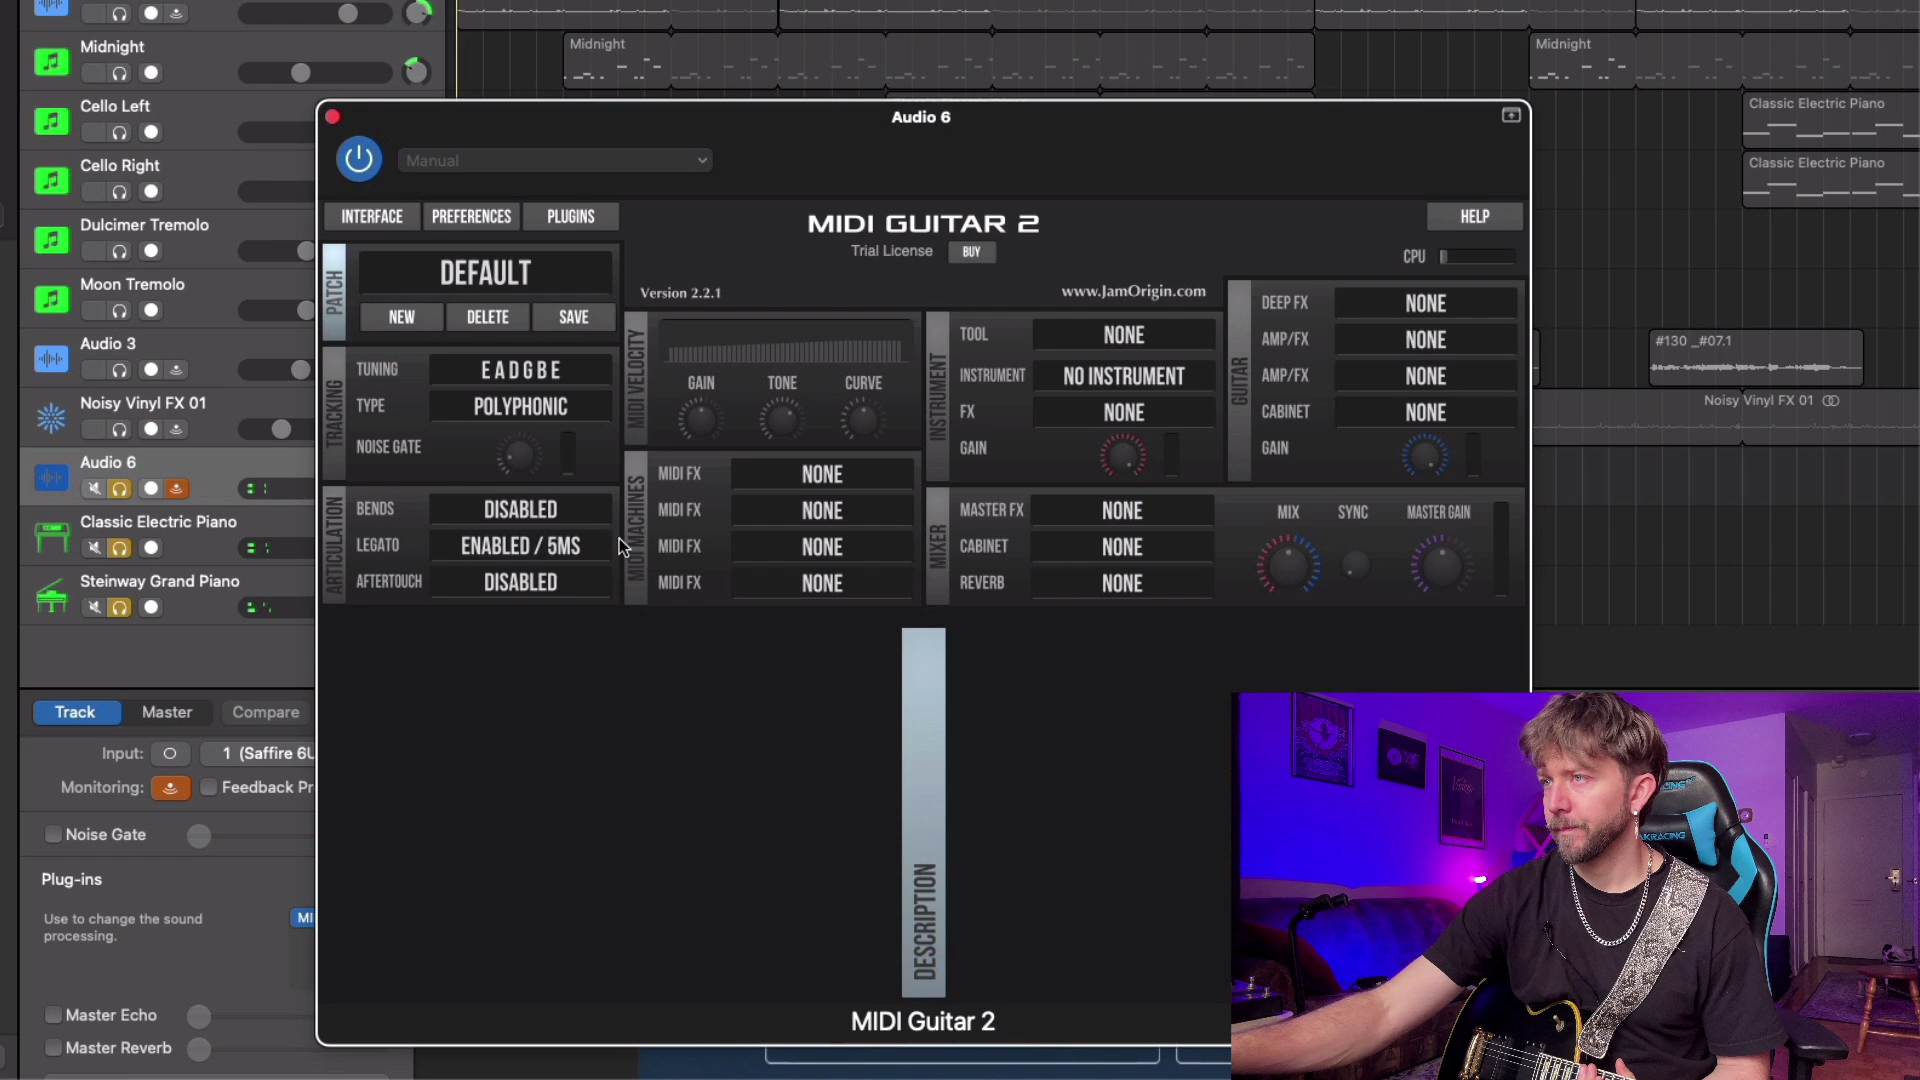 Midnight
Cello Left
Cello Right
Dulcimer Tremolo
Moon Tremolo
Audio 3
Noisy Vinyl FX 01
Audio 6
Classic Electric Piano
Steinway Grand Piano
Midnight
Midnight
Classic Electric Piano
Classic Electric Piano
#130 _#07.1
Noisy Vinyl FX 01
Audio 6
Manual
INTERFACE
PREFERENCES
PLUGINS
MIDI GUITAR 2
Trial License
BUY
HELP
CPU
Version 2.2.1
www.JamOrigin.com
PATCH
DEFAULT
NEW
DELETE
SAVE
TRACKING
TUNING
E A D G B E
TYPE
POLYPHONIC
NOISE GATE
ARTICULATION
BENDS
DISABLED
LEGATO
ENABLED / 5MS
AFTERTOUCH
DISABLED
MIDI VELOCITY
GAIN
TONE
CURVE
MIDI MACHINES
MIDI FX
NONE
MIDI FX
NONE
MIDI FX
NONE
MIDI FX
NONE
INSTRUMENT
TOOL
NONE
INSTRUMENT
NO INSTRUMENT
FX
NONE
GAIN
GUITAR
DEEP FX
NONE
AMP/FX
NONE
AMP/FX
NONE
CABINET
NONE
GAIN
MIXER
MASTER FX
NONE
CABINET
NONE
REVERB
NONE
MIX
SYNC
MASTER GAIN
DESCRIPTION
MIDI Guitar 2
Track
Master
Compare
Input:
1 (Saffire 6U
Monitoring:
Feedback Pr
Noise Gate
Plug-ins
Use to change the sound
processing.
MI
Master Echo
Master Reverb
AKRACING